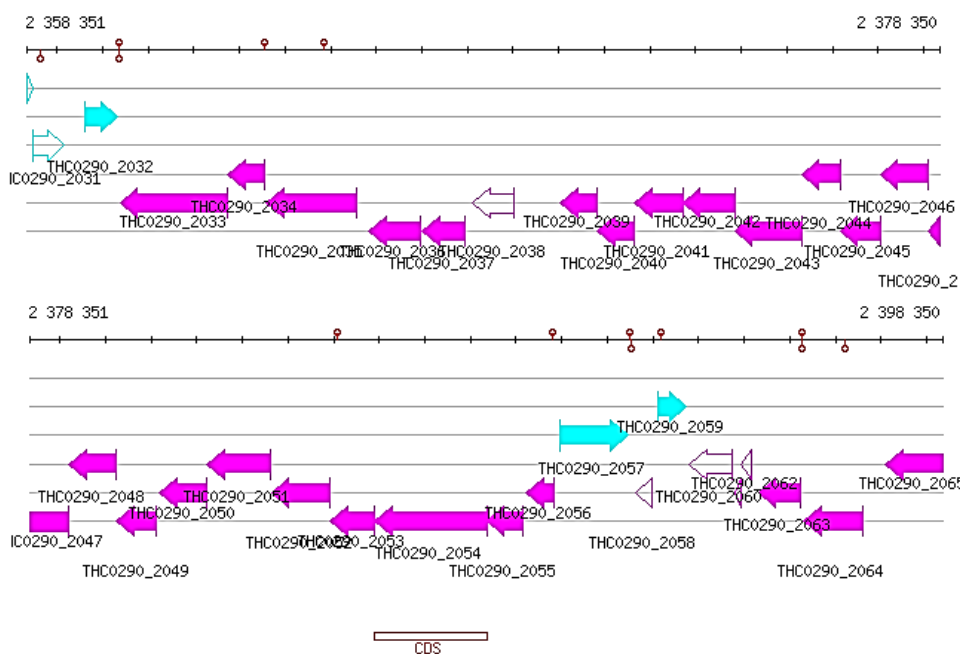 2 358 351 2 378 350
THC0290_2032
IC0290_2031
THC0290_2034 THC0290_2046
THC0290_2033 THC0290_2039 THC0290_2042 THC0290_2044
THC0290_2038 THC0290_2041 THC0290_2045
THC0290_2037 THC0290_2040 THC0290_2043
THC0290_2
2 378 351 2 398 350
THC0290_2059
THC0290_2057
THC0290_2048 THC0290_2051 THC0290_2060 THC0290_2062 THC0290_2065
THC0290_2050 THC0290_2056 THC0290_2063
IC0290_2047 THC0290_2053 THC0290_2058
THC0290_2054
THC0290_2049 THC0290_2055 THC0290_2064
CDS